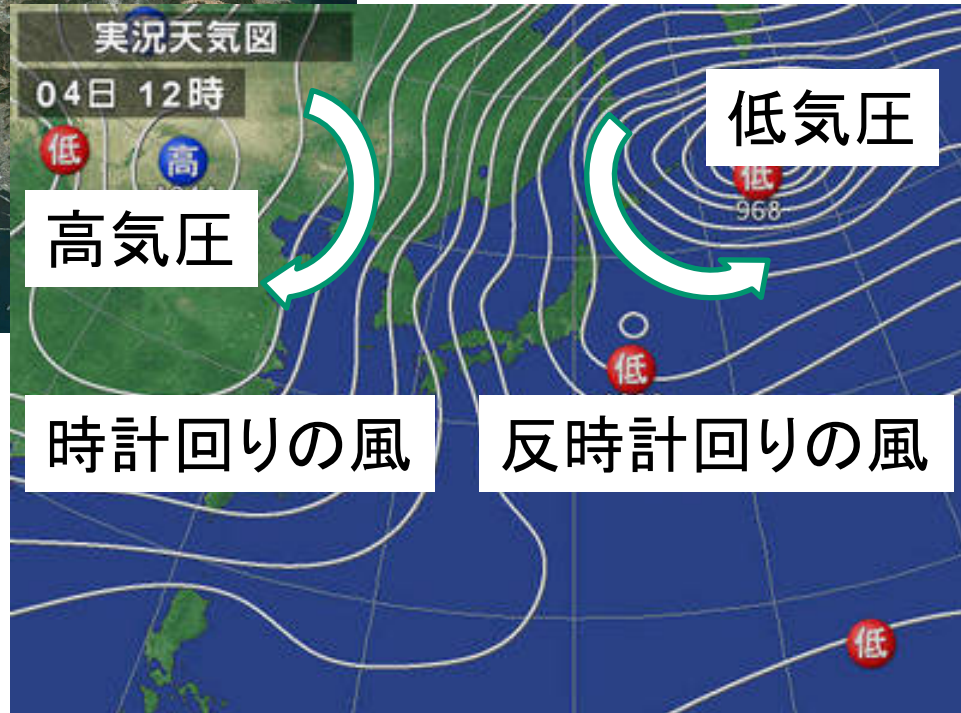 実況天気図
04日 12時
低気圧
低
高
低
968
高気圧
低
時計回りの風
反時計回りの風
低